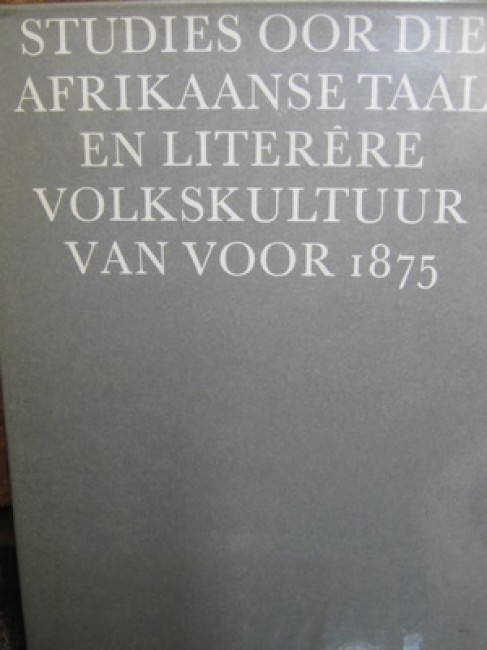 STUDIES OOR DIE
AFRIKAANSE TAAL
EN LITERÊRE
VOLKSKULTUUR
VAN VOOR 1875